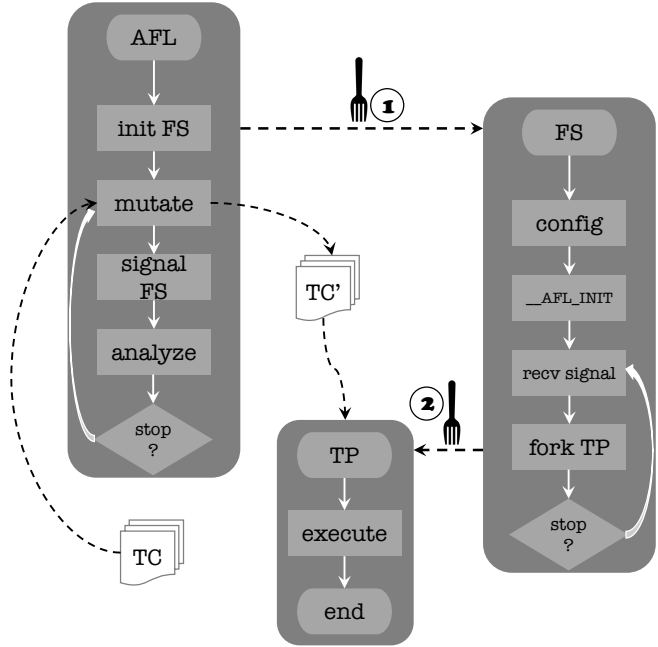 AFL
init FS
mutate
signal
FS
analyze
stop
?
TC
1
TC’
2
TP
execute
end
FS
config
__AFL_INIT
recv signal
fork TP
stop
?